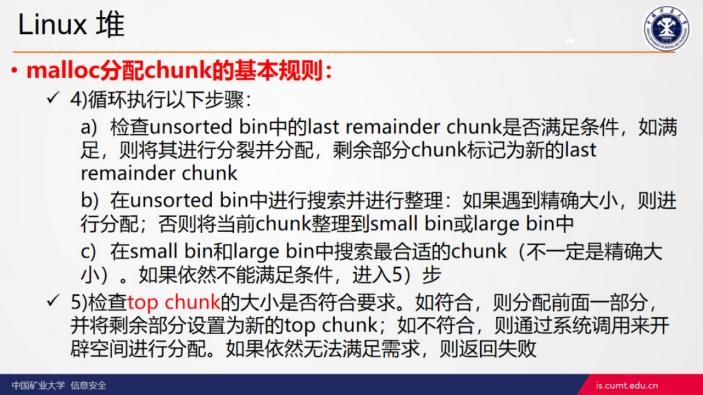 Linux 堆
• malloc分配chunk的基本规则：
✓ 4)循环执行以下步骤：
a) 检查unsorted bin中的last remainder chunk是否满足条件，如满
足，则将其进行分裂并分配，剩余部分chunk标记为新的last
remainder chunk
b) 在unsorted bin中进行搜索并进行整理：如果遇到精确大小，则进
行分配；否则将当前chunk整理到small bin或large bin中
c) 在small bin和large bin中搜索最合适的chunk（不一定是精确大
小）。如果依然不能满足条件，进入5）步
✓ 5)检查top chunk的大小是否符合要求。如符合，则分配前面一部分，
并将剩余部分设置为新的top chunk；如不符合，则通过系统调用来开
辟空间进行分配。如果依然无法满足需求，则返回失败
中国矿业大学 信息安全
is.cumt.edu.cn